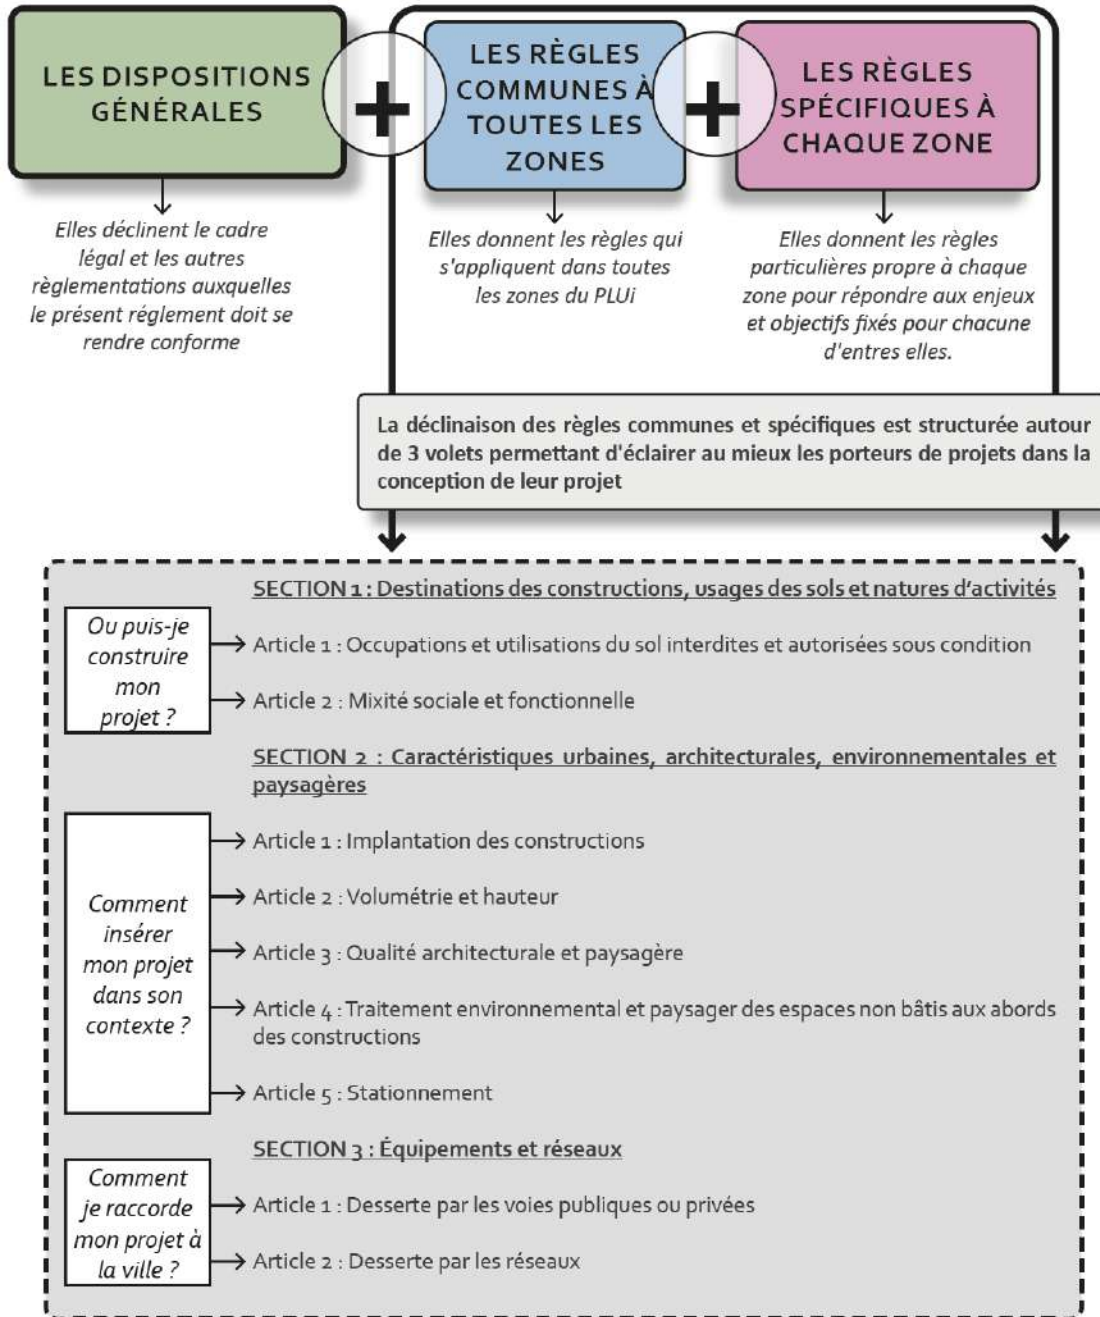 LES DISPOSITIONS
GÉNÉRALES
+
LES RÈGLES
COMMUNES À
TOUTES LES
ZONES
+
LES RÈGLES
SPÉCIFIQUES À
CHAQUE ZONE
Elles déclinent le cadre
légal et les autres
règlementations auxquelles
le présent réglement doit se
rendre conforme
Elles donnent les règles qui
s'appliquent dans toutes
les zones du PLUi
Elles donnent les règles
particulières propre à chaque
zone pour répondre aux enjeux
et objectifs fixés pour chacune
d'entres elles.
La déclinaison des règles communes et spécifiques est structurée autour
de 3 volets permettant d'éclairer au mieux les porteurs de projets dans la
conception de leur projet
SECTION 1 : Destinations des constructions, usages des sols et natures d'activités
Ou puis-je
construire
mon
projet ?
Article 1 : Occupations et utilisations du sol interdites et autorisées sous condition
Article 2 : Mixité sociale et fonctionnelle
SECTION 2 : Caractéristiques urbaines, architecturales, environnementales et
paysagères
Comment
insérer
mon projet
dans son
contexte ?
Article 1 : Implantation des constructions
Article 2 : Volumétrie et hauteur
Article 3 : Qualité architecturale et paysagère
Article 4 : Traitement environnemental et paysager des espaces non bâtis aux abords
des constructions
Article 5 : Stationnement
SECTION 3 : Équipements et réseaux
Comment
je raccorde
mon projet à
la ville ?
Article 1 : Desserte par les voies publiques ou privées
Article 2 : Desserte par les réseaux